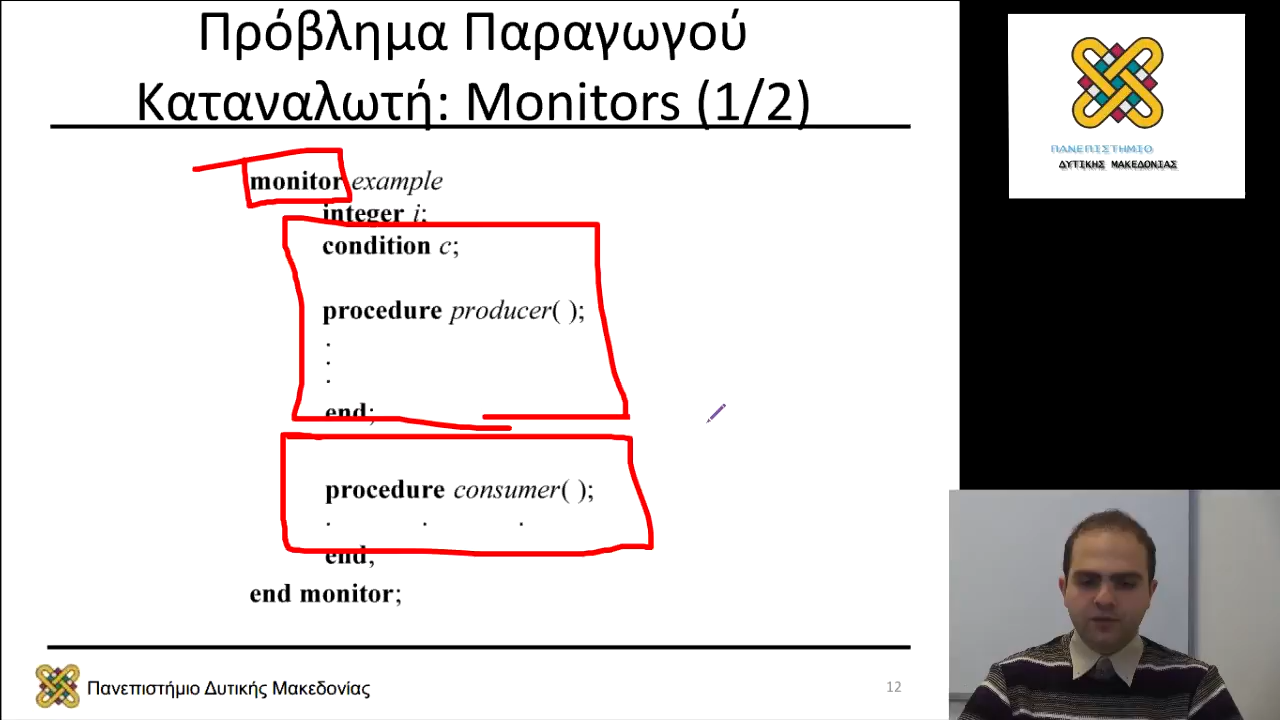 Πρόβλημα Παραγωγού
Καταναλωτή: Monitors (1/2)
monitor example
integer i;
condition c;
procedure producer( );
.
.
.
end;
procedure consumer( );
. . .
end;
end monitor;
Πανεπιστήμιο Δυτικής Μακεδονίας
12
ΠΑΝΕΠΙΣΤΗΜΙΟ
ΔΥΤΙΚΗΣ ΜΑΚΕΔΟΝΙΑΣ